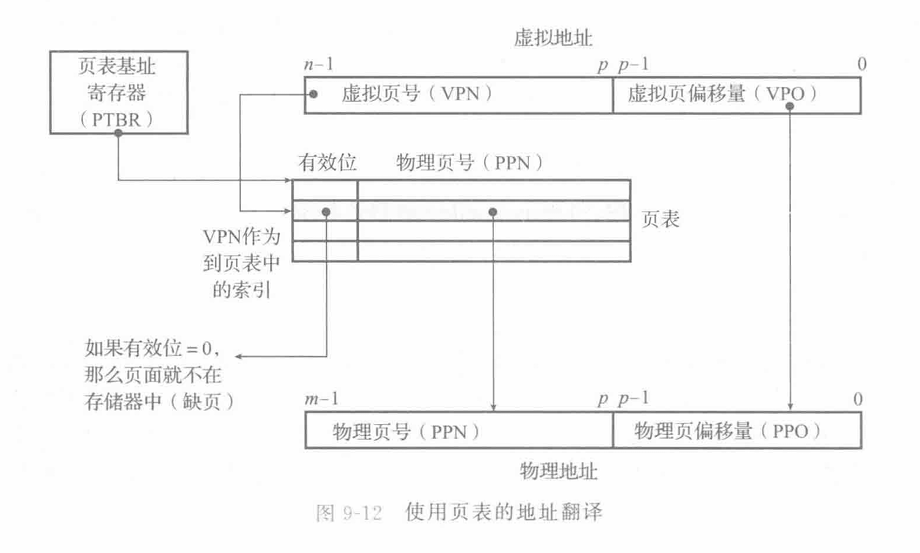 虚拟地址
页表基址
寄存器
（PTBR）
n–1 p p–1 0
虚拟页号（VPN） 虚拟页偏移量（VPO）
有效位 物理页号（PPN）
页表
VPN作为
到页表中
的索引
如果有效位=0，
那么页面就不在
存储器中（缺页）
m–1 p p–1 0
物理页号（PPN） 物理页偏移量（PPO）
物理地址
图 9-12 使用页表的地址翻译